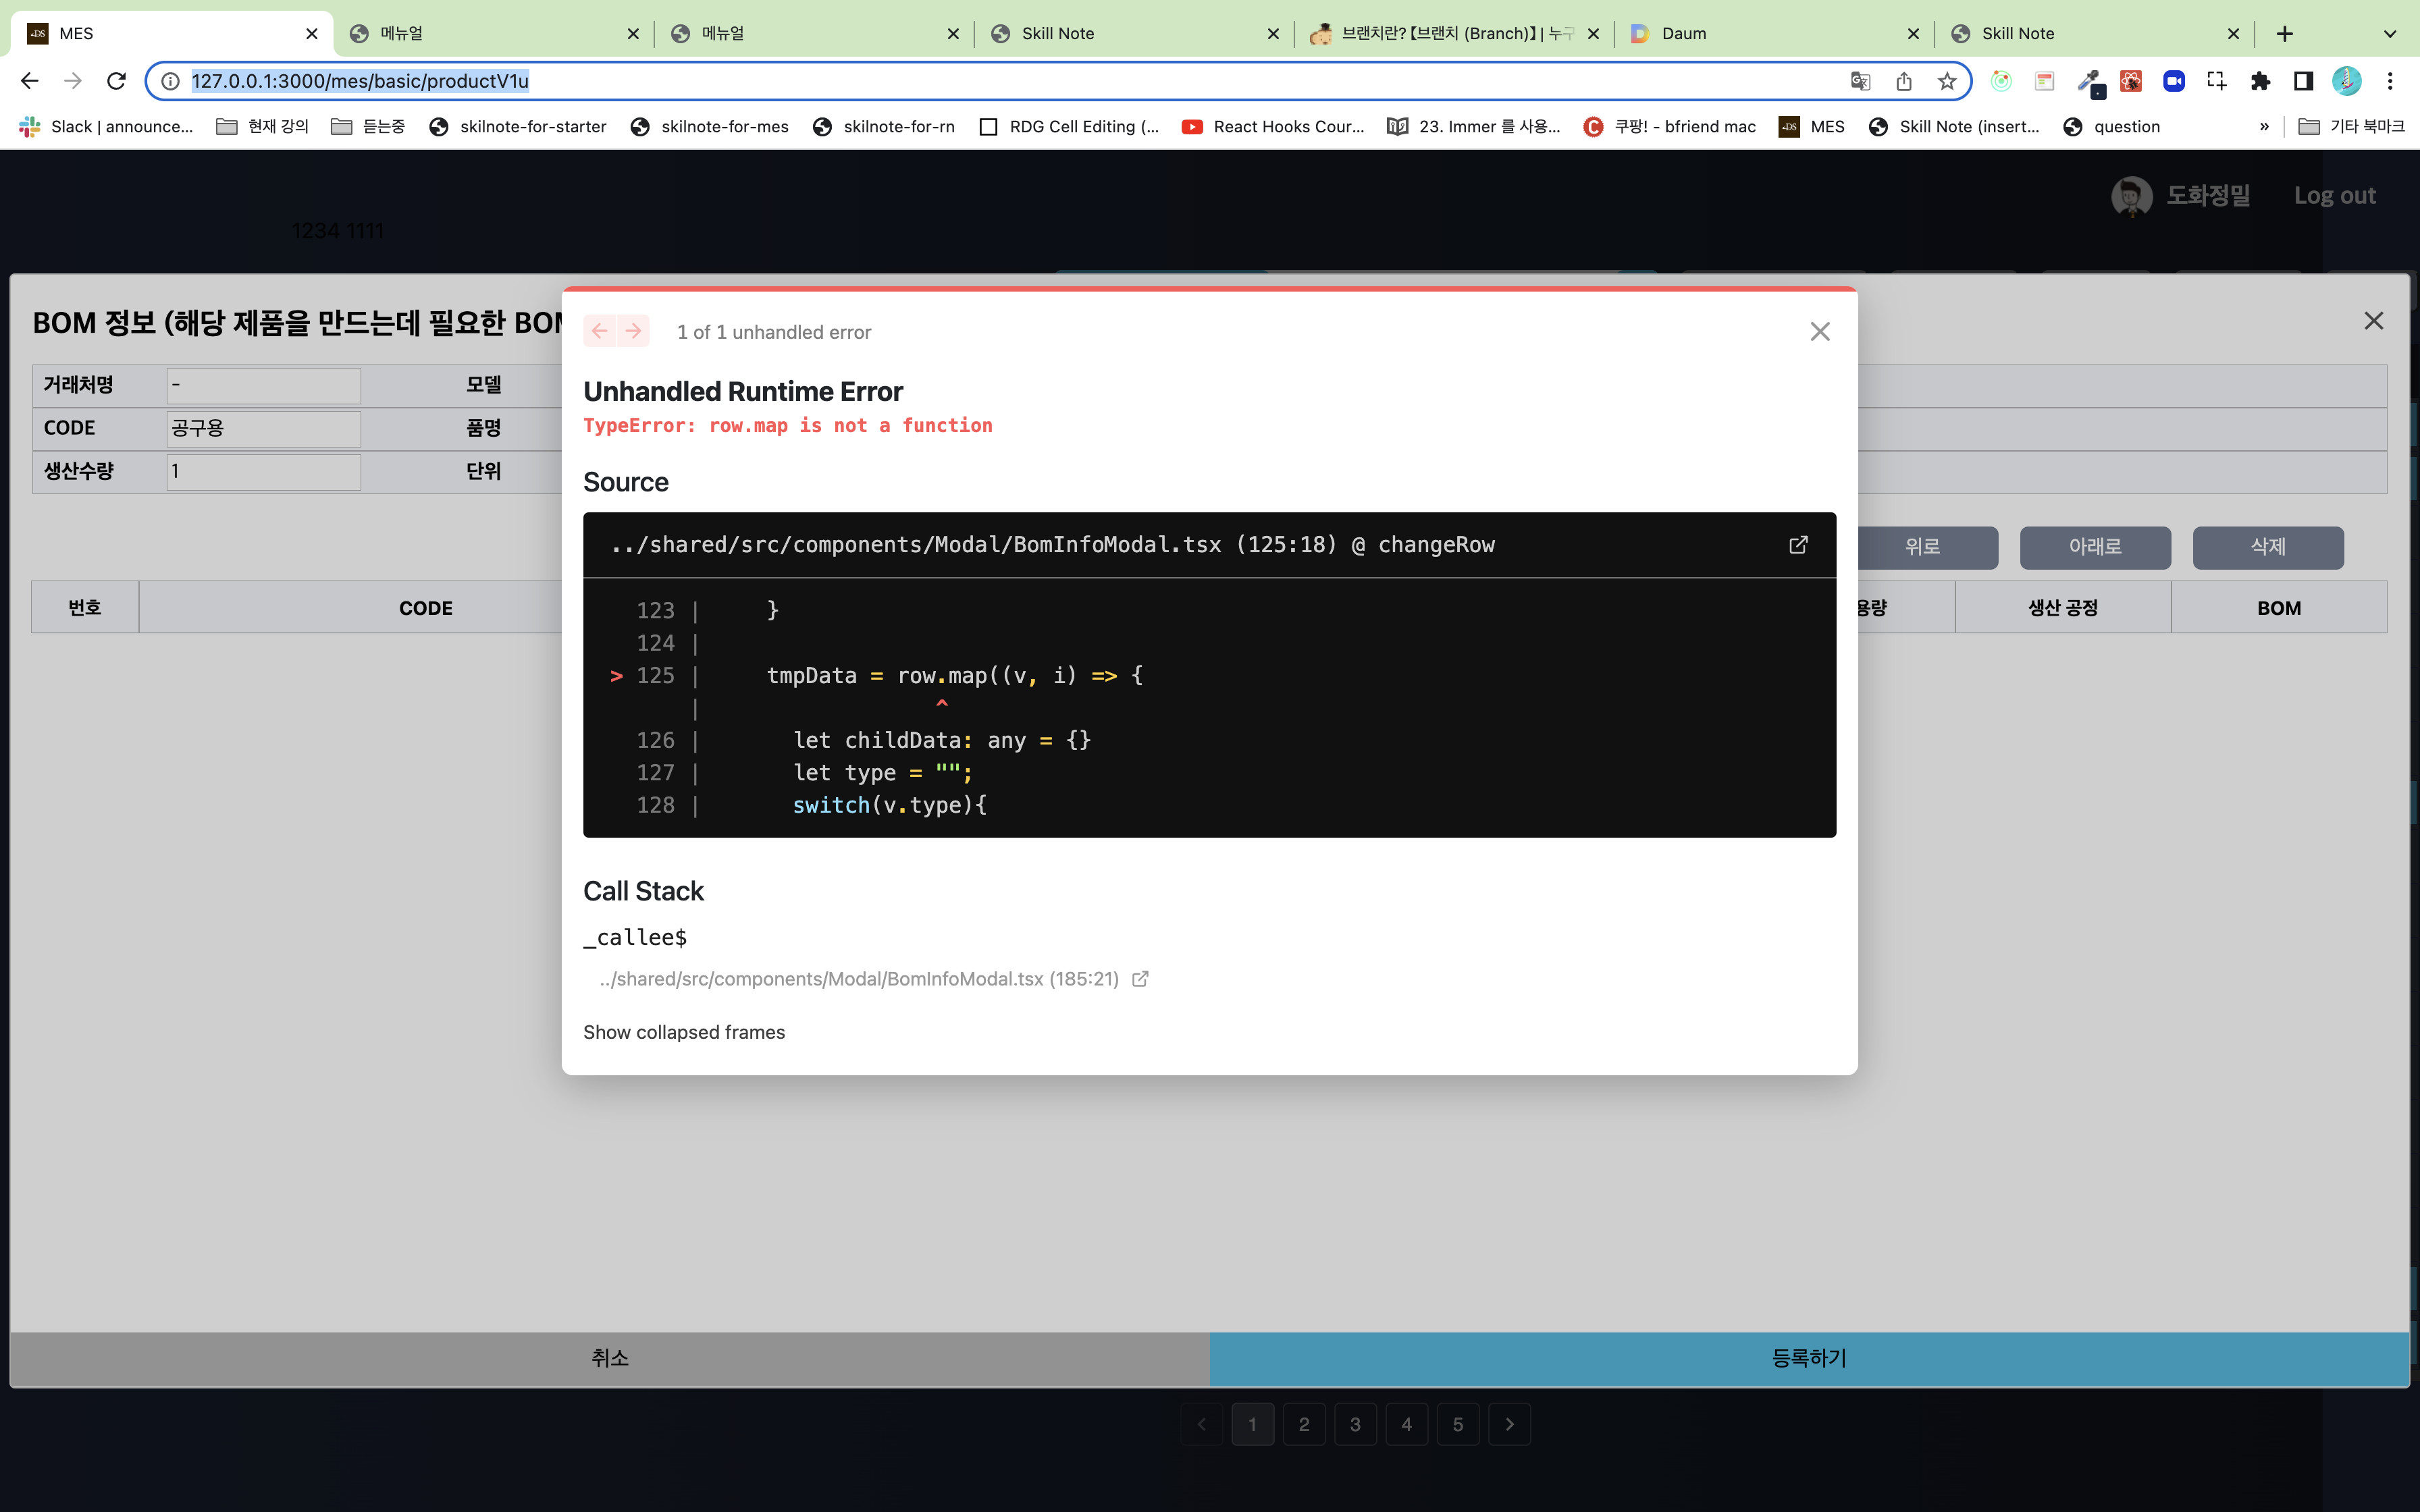 MES
메뉴얼
메뉴얼
Skill Note
브랜치란?【브랜치 (Branch)】 | 누구
Daum
Skill Note
127.0.0.1:3000/mes/basic/productV1u
Slack | announce...
현재 강의
듣는중
skilnote-for-starter
skilnote-for-mes
skilnote-for-rn
RDG Cell Editing (...
React Hooks Cour...
23. Immer 를 사용...
쿠팡! - bfriend mac
MES
Skill Note (insert...
question
»
기타 북마크
도화정밀
Log out
1234 1111
BOM 정보 (해당 제품을 만드는데 필요한 BOM
거래처명
-
모델
CODE
공구용
품명
생산수량
1
단위
위로
아래로
삭제
번호
CODE
용량
생산 공정
BOM
1 of 1 unhandled error
Unhandled Runtime Error
TypeError: row.map is not a function
Source
../shared/src/components/Modal/BomInfoModal.tsx (125:18) @ changeRow
123 | }
124 |
> 125 | tmpData = row.map((v, i) => {
| ^
126 | let childData: any = {}
127 | let type = "";
128 | switch(v.type){
Call Stack
_callee$
../shared/src/components/Modal/BomInfoModal.tsx (185:21)
Show collapsed frames
취소
등록하기
1
2
3
4
5